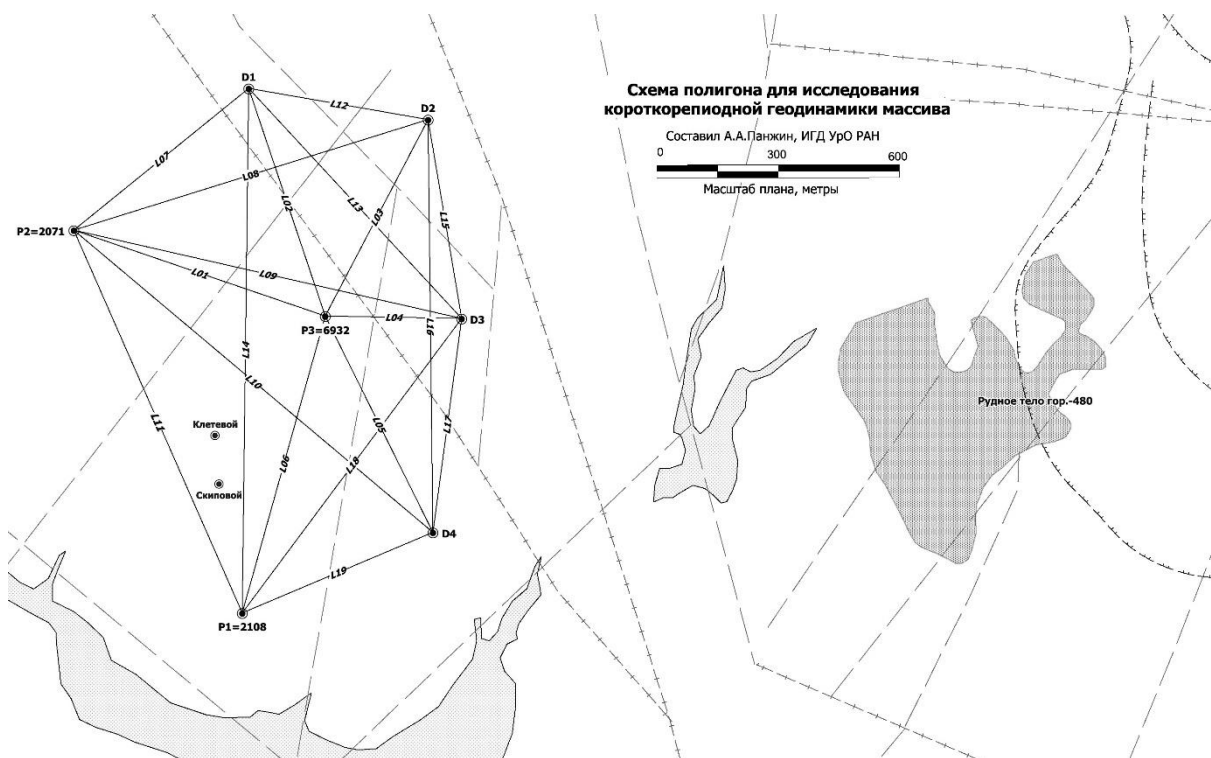 D1
L12
D2
Схема полигона для исследования
короткорепиодной геодинамики массива
Составил А.А.Панжин, ИГД УрО РАН
0 300 600
Масштаб плана, метры
L07
L08
L02
L13
L03
L15
P2=2071
L01
L09
L04
D3
P3=6932
L14
L16
L10
L11
L05
L17
Рудное тело гор.-480
Клетевой
L06
L18
Скиповой
D4
L19
P1=2108